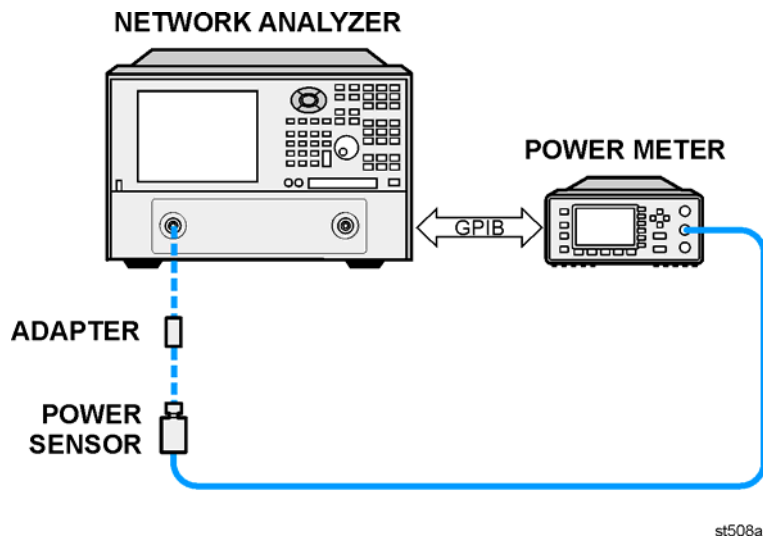 NETWORK ANALYZER
POWER METER
GPIB
ADAPTER
POWER
SENSOR
st508a